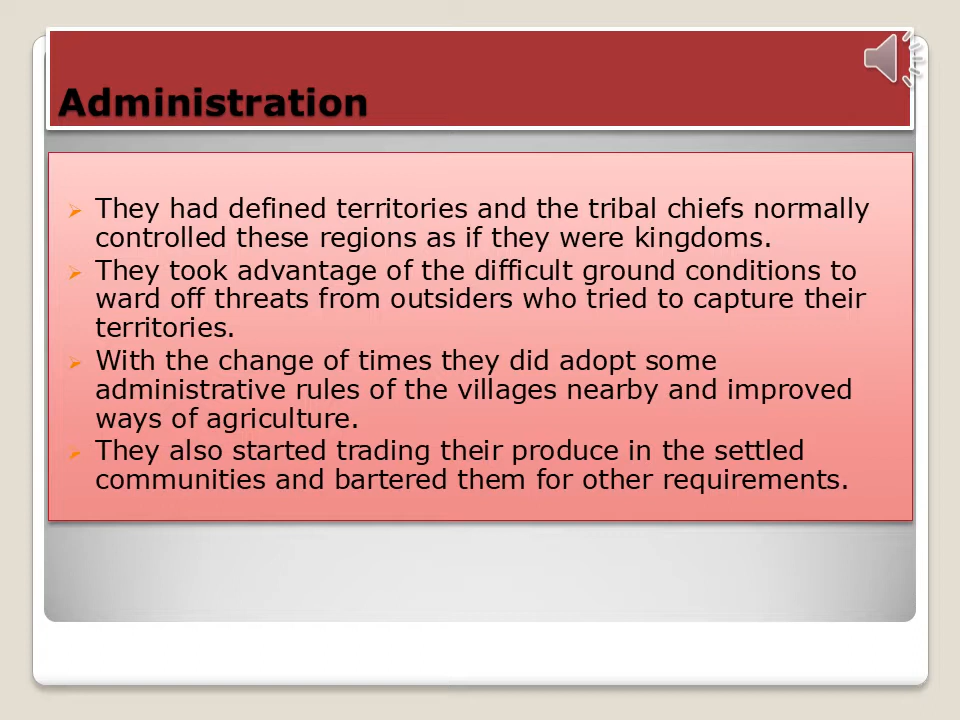 Administration
They had defined territories and the tribal chiefs normally
controlled these regions as if they were kingdoms.
They took advantage of the difficult ground conditions to
ward off threats from outsiders who tried to capture their
territories.
With the change of times they did adopt some
administrative rules of the villages nearby and improved
ways of agriculture.
They also started trading their produce in the settled
communities and bartered them for other requirements.